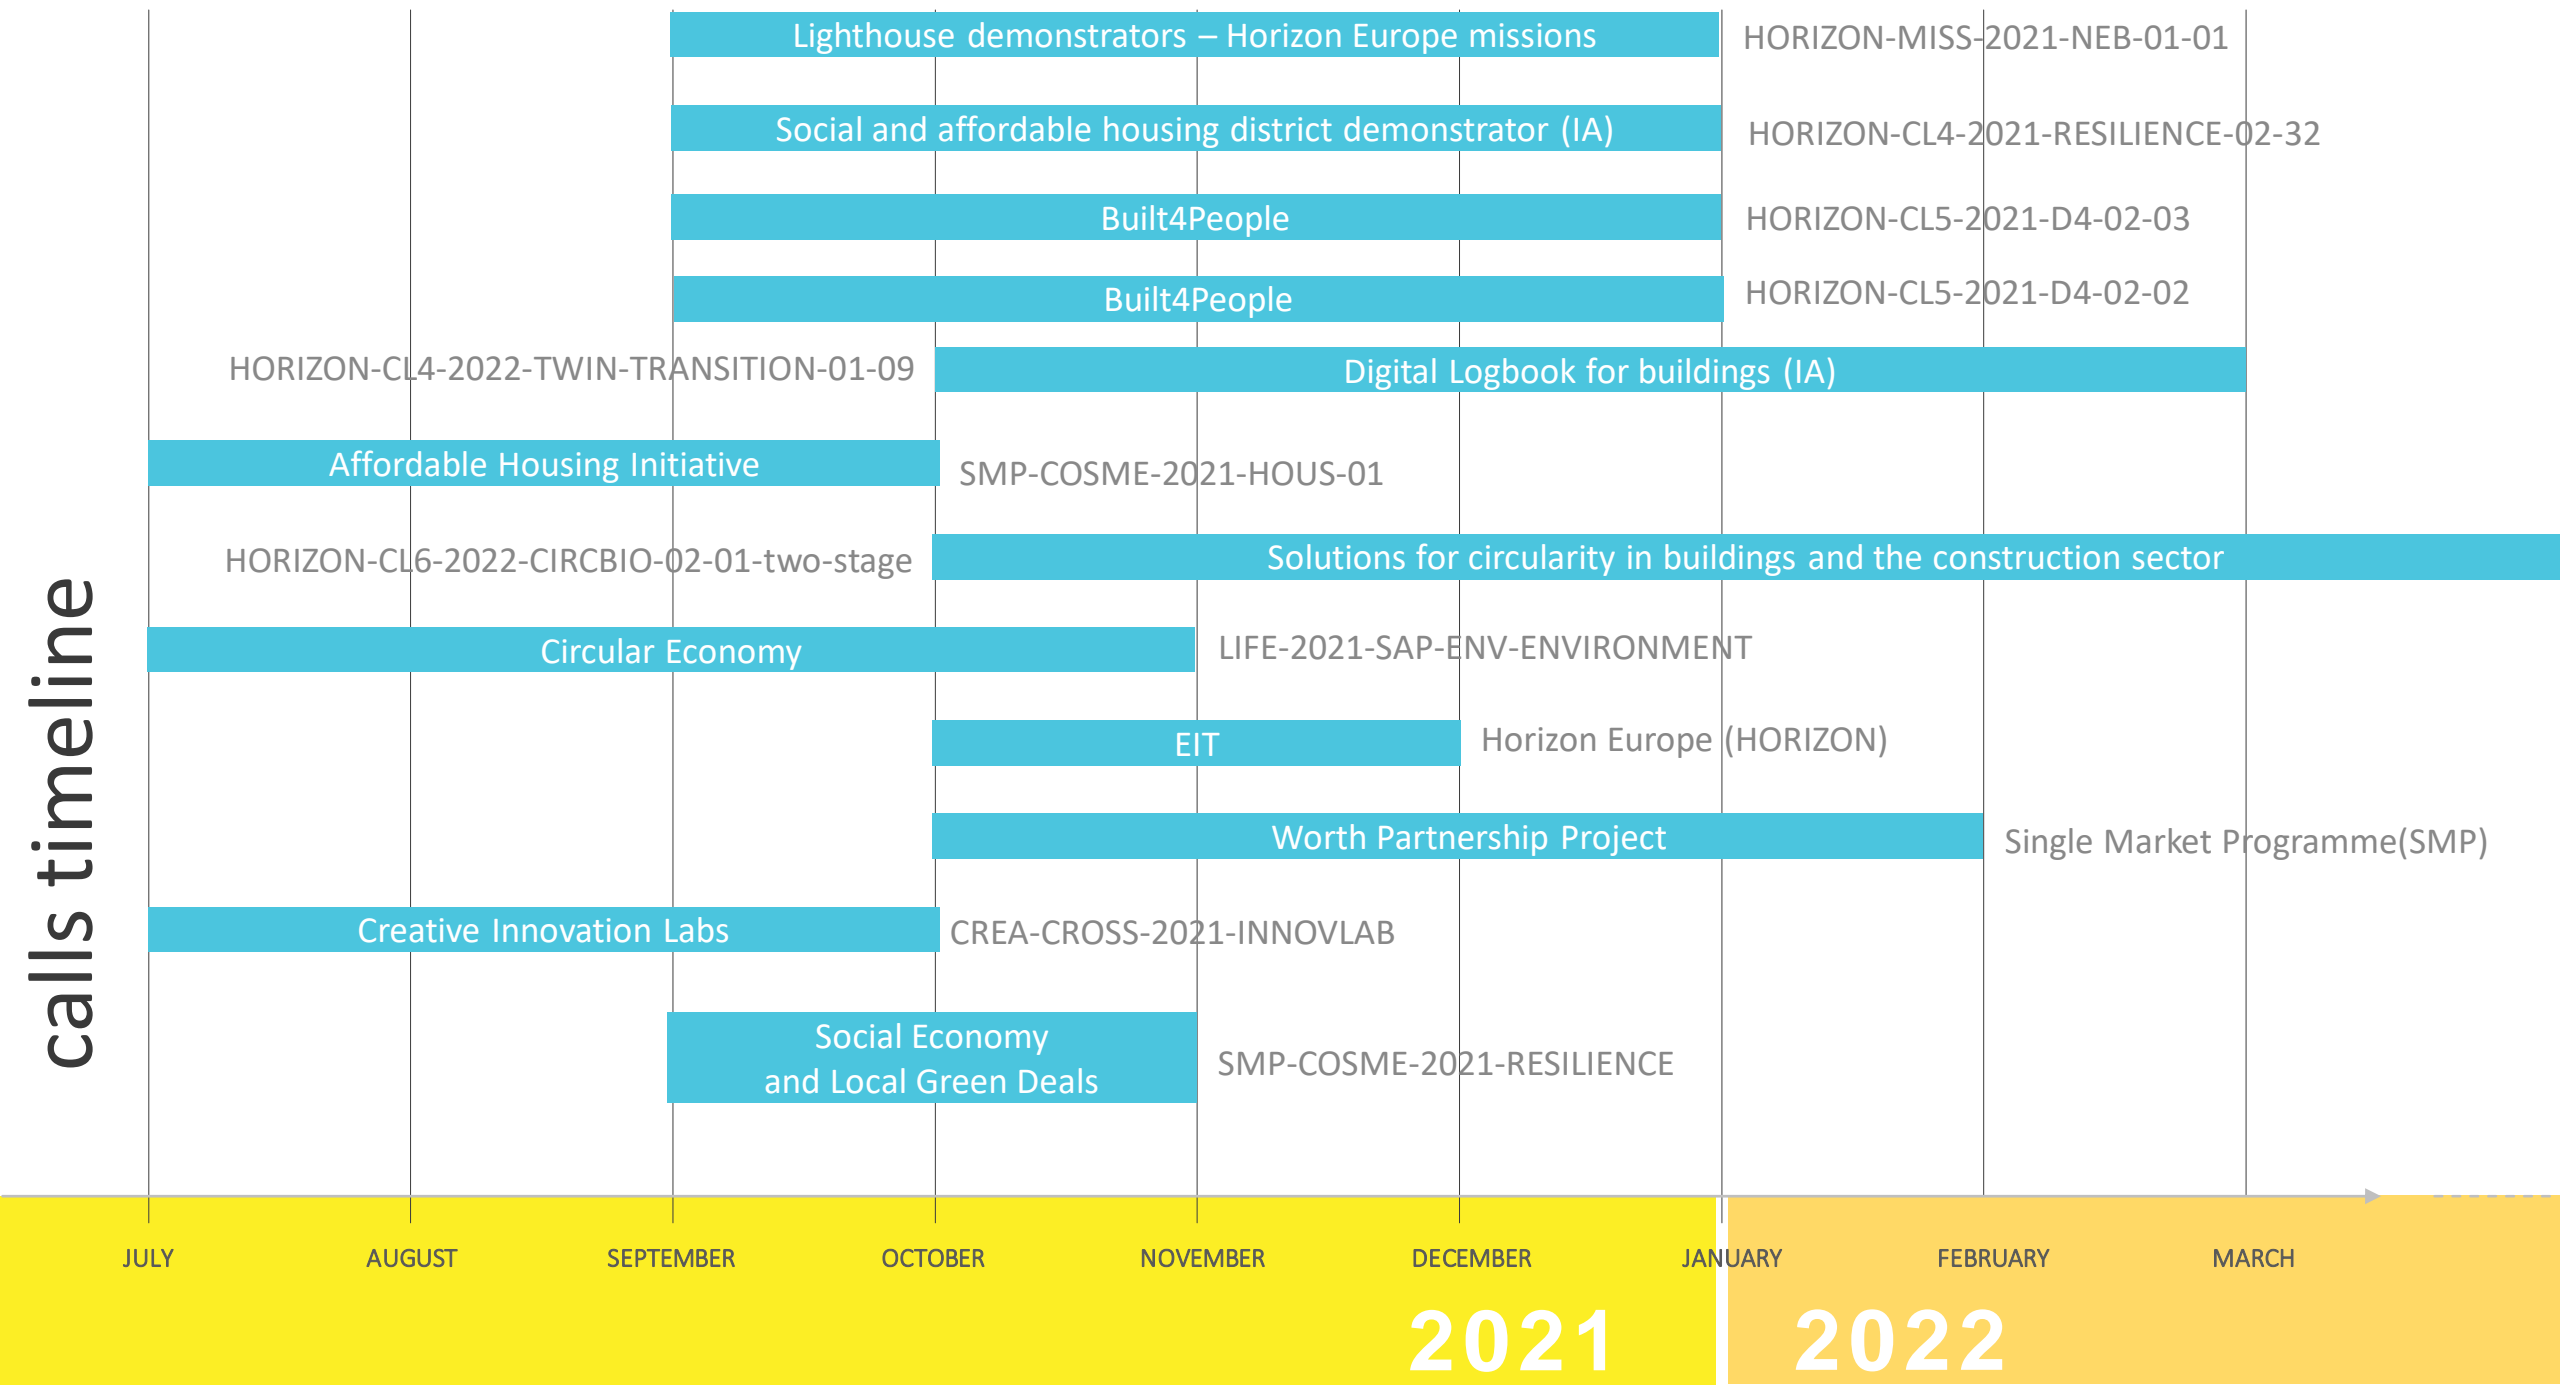 Lighthouse demonstrators – Horizon Europe missions
HORIZON-MISS-2021-NEB-01-01
Social and affordable housing district demonstrator (IA)
HORIZON-CL4-2021-RESILIENCE-02-32
Built4People
HORIZON-CL5-2021-D4-02-03
Built4People
HORIZON-CL5-2021-D4-02-02
HORIZON-CL4-2022-TWIN-TRANSITION-01-09
Digital Logbook for buildings (IA)
Affordable Housing Initiative
SMP-COSME-2021-HOUS-01
HORIZON-CL6-2022-CIRCBIO-02-01-two-stage
Solutions for circularity in buildings and the construction sector
calls timeline
Circular Economy
LIFE-2021-SAP-ENV-ENVIRONMENT
EIT
Horizon Europe (HORIZON)
Worth Partnership Project
Single Market Programme(SMP)
Creative Innovation Labs
CREA-CROSS-2021-INNOVLAB
Social Economy
and Local Green Deals
SMP-COSME-2021-RESILIENCE
JULY
AUGUST
SEPTEMBER
OCTOBER
NOVEMBER
DECEMBER
JANUARY
FEBRUARY
MARCH
2021
2022